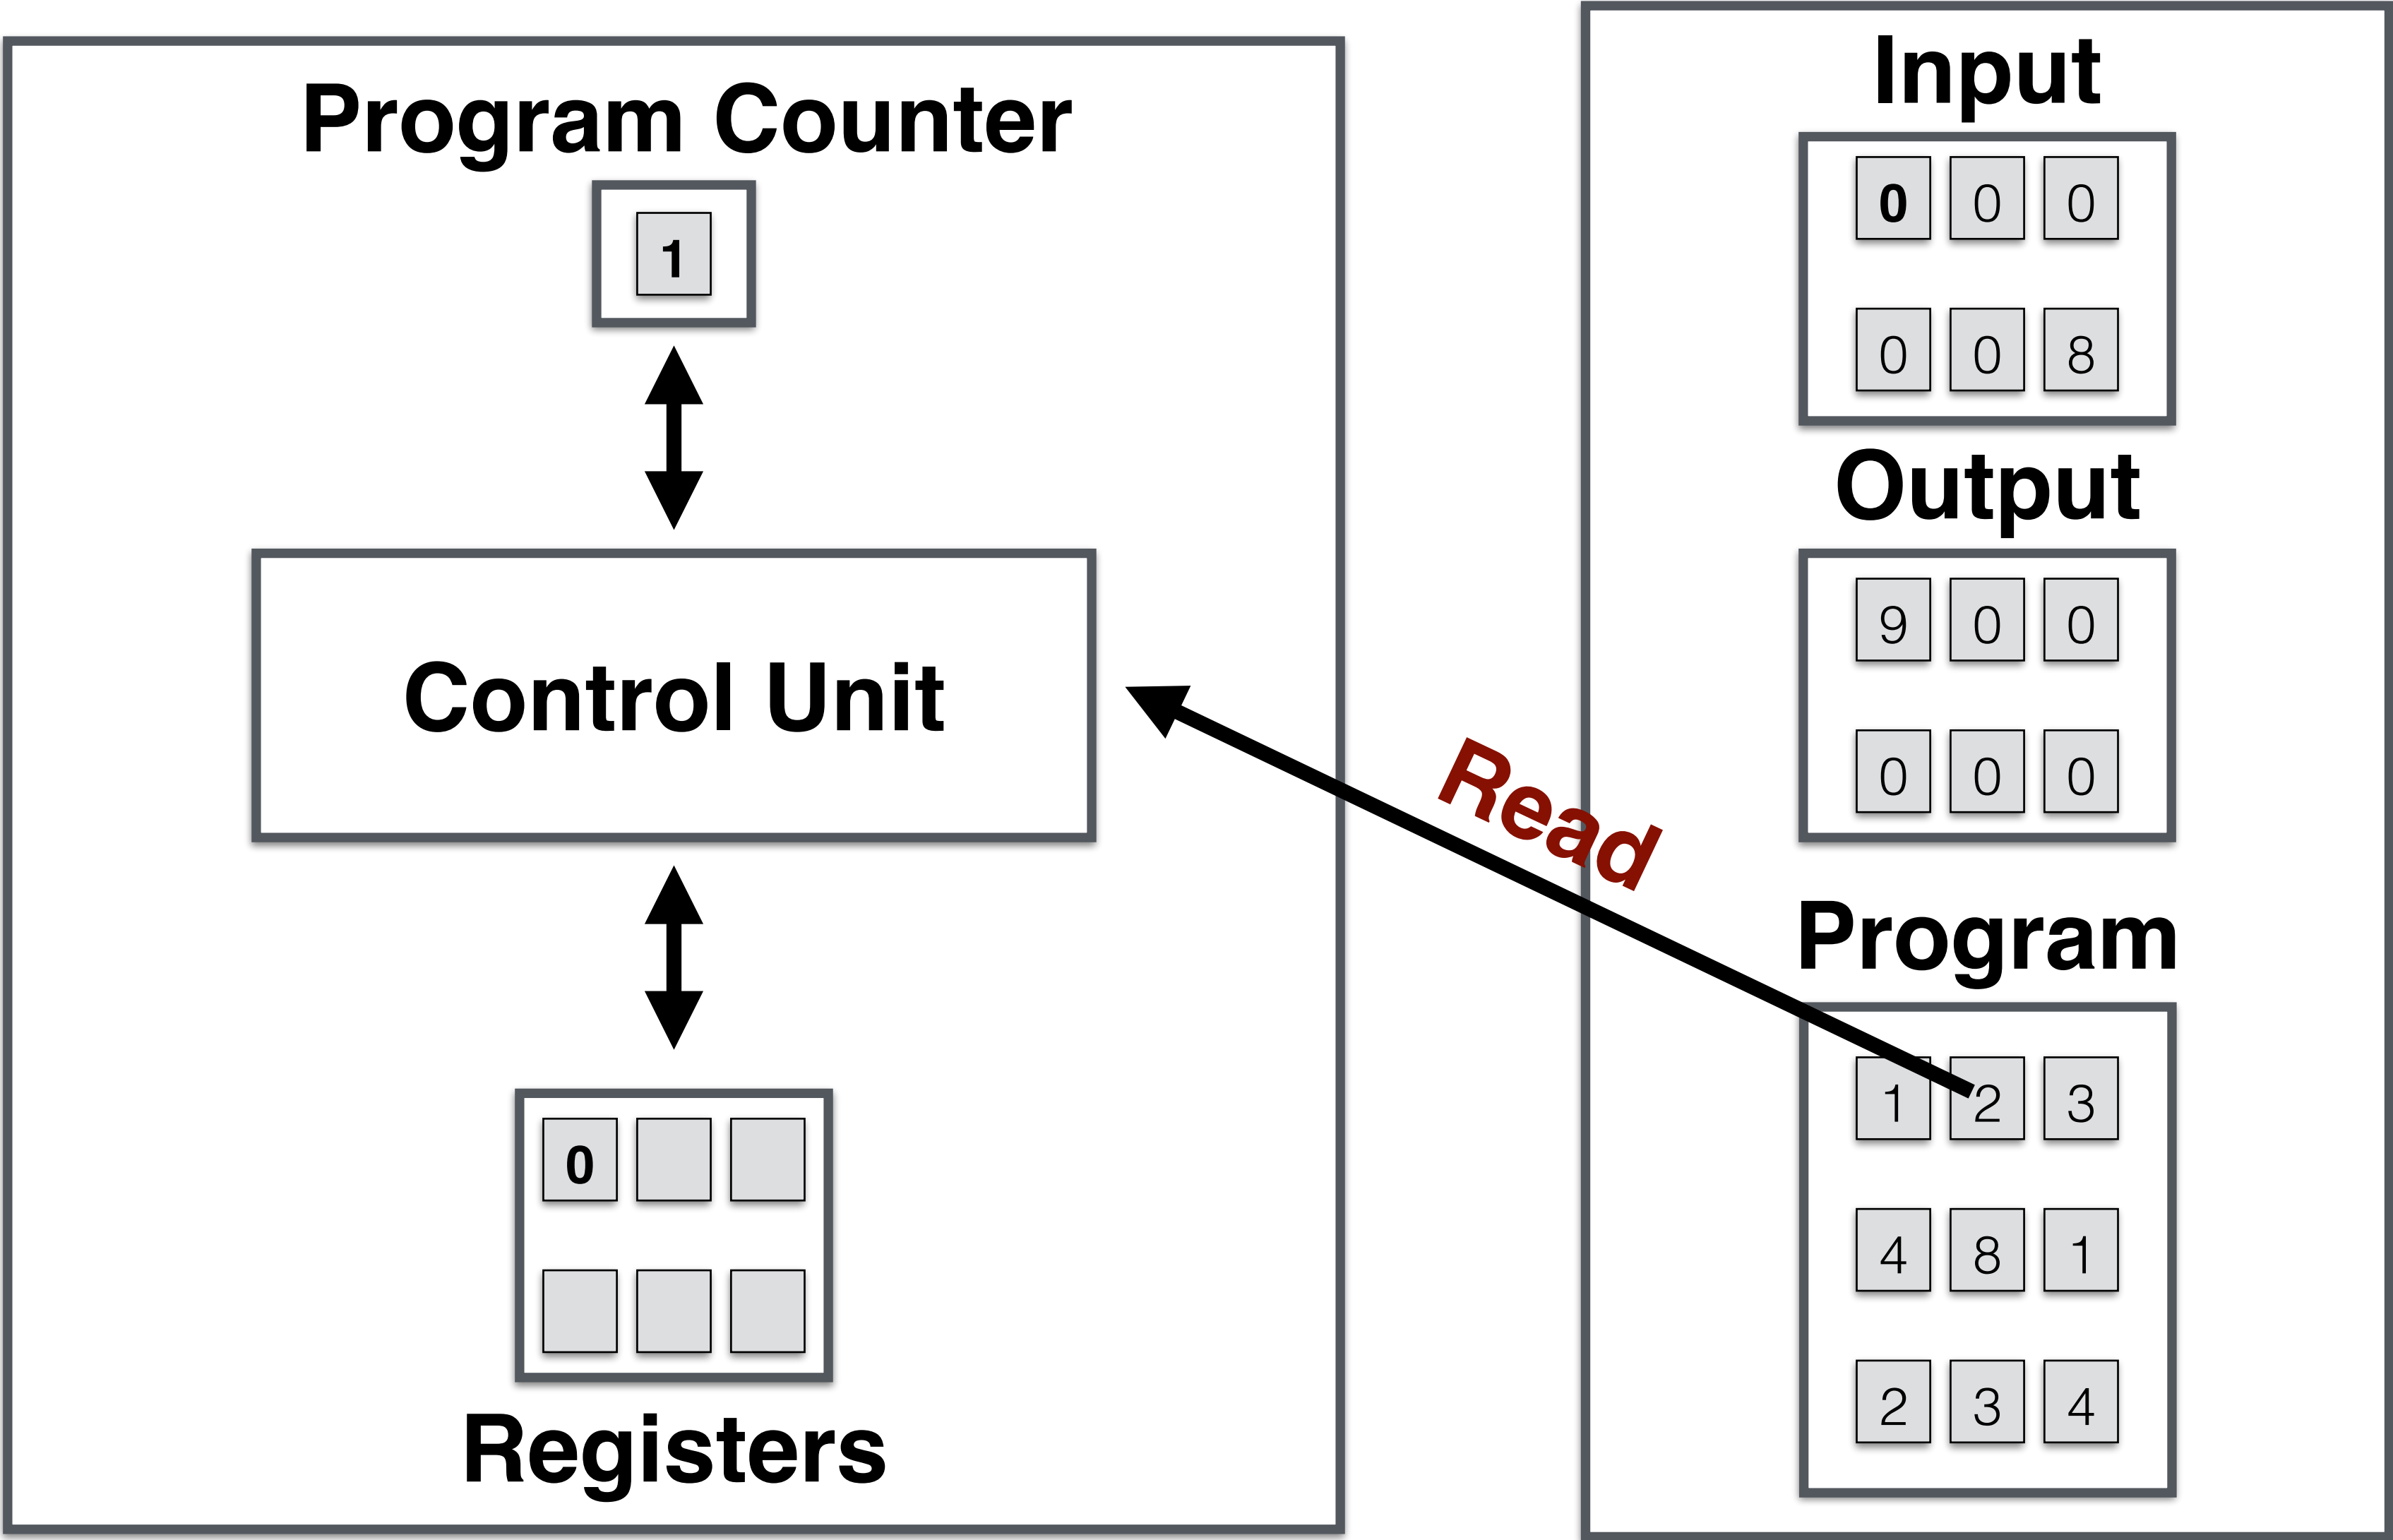 Program Counter
1
Control Unit
0
Registers
Read
Input
0 0 0
0 0 8
Output
9 0 0
0 0 0
Program
1 2 3
4 8 1
2 3 4